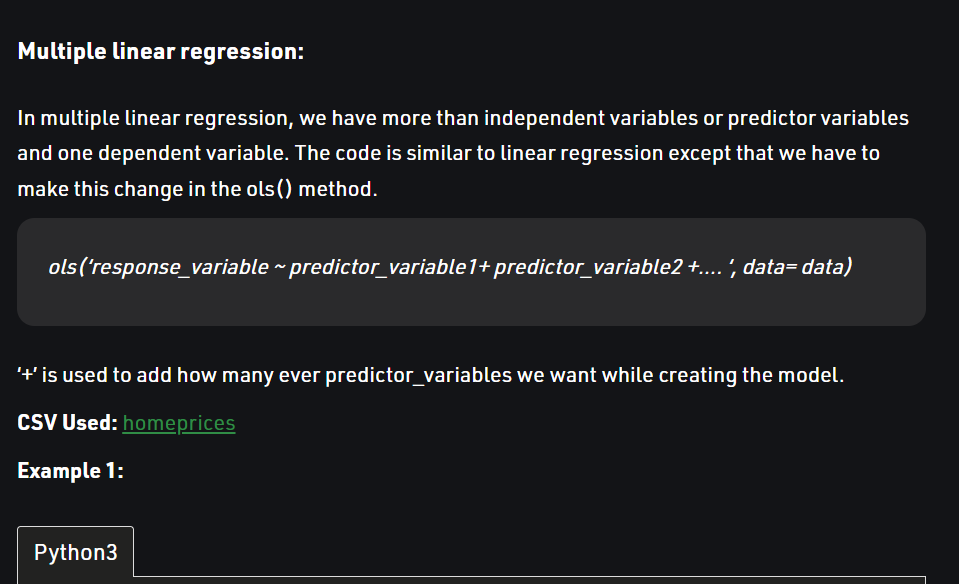 Multiple linear regression:
In multiple linear regression, we have more than independent variables or predictor variables
and one dependent variable. The code is similar to linear regression except that we have to
make this change in the ols() method.
ols(‘response_variable ~ predictor_variable1+ predictor_variable2 +…. ‘, data= data)
‘+’ is used to add how many ever predictor_variables we want while creating the model.
CSV Used: homeprices
Example 1:
Python3